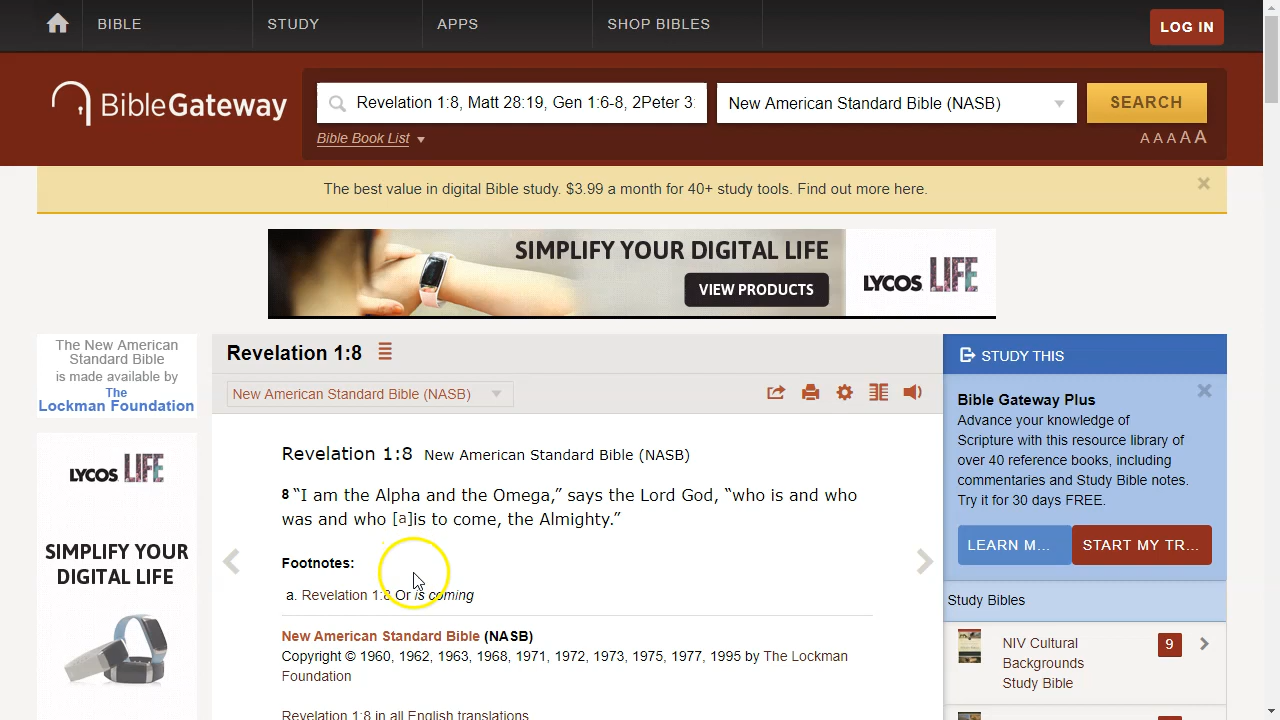 BIBLE STUDY APPS SHOP BIBLES LOG IN
BibleGateway
Revelation 1:8, Matt 28:19, Gen 1:6-8, 2Peter 3:
New American Standard Bible (NASB)
SEARCH
Bible Book List
A A A A A
The best value in digital Bible study. $3.99 a month for 40+ study tools. Find out more here.
SIMPLIFY YOUR DIGITAL LIFE
VIEW PRODUCTS
LYCOS LIFE
The New American
Standard Bible
is made available by
The
Lockman Foundation
LYCOS LIFE
SIMPLIFY YOUR
DIGITAL LIFE
Revelation 1:8
New American Standard Bible (NASB)
Revelation 1:8 New American Standard Bible (NASB)
8 “I am the Alpha and the Omega,” says the Lord God, “who is and who
was and who [a]is to come, the Almighty.”
Footnotes:
a. Revelation 1:8 Or is coming
New American Standard Bible (NASB)
Copyright © 1960, 1962, 1963, 1968, 1971, 1972, 1973, 1975, 1977, 1995 by The Lockman
Foundation
Revelation 1:8 in all English translations
STUDY THIS
Bible Gateway Plus
Advance your knowledge of
Scripture with this resource library of
over 40 reference books, including
commentaries and Study Bible notes.
Try it for 30 days FREE.
LEARN M... START MY TR...
Study Bibles
NIV Cultural
Backgrounds
Study Bible
9